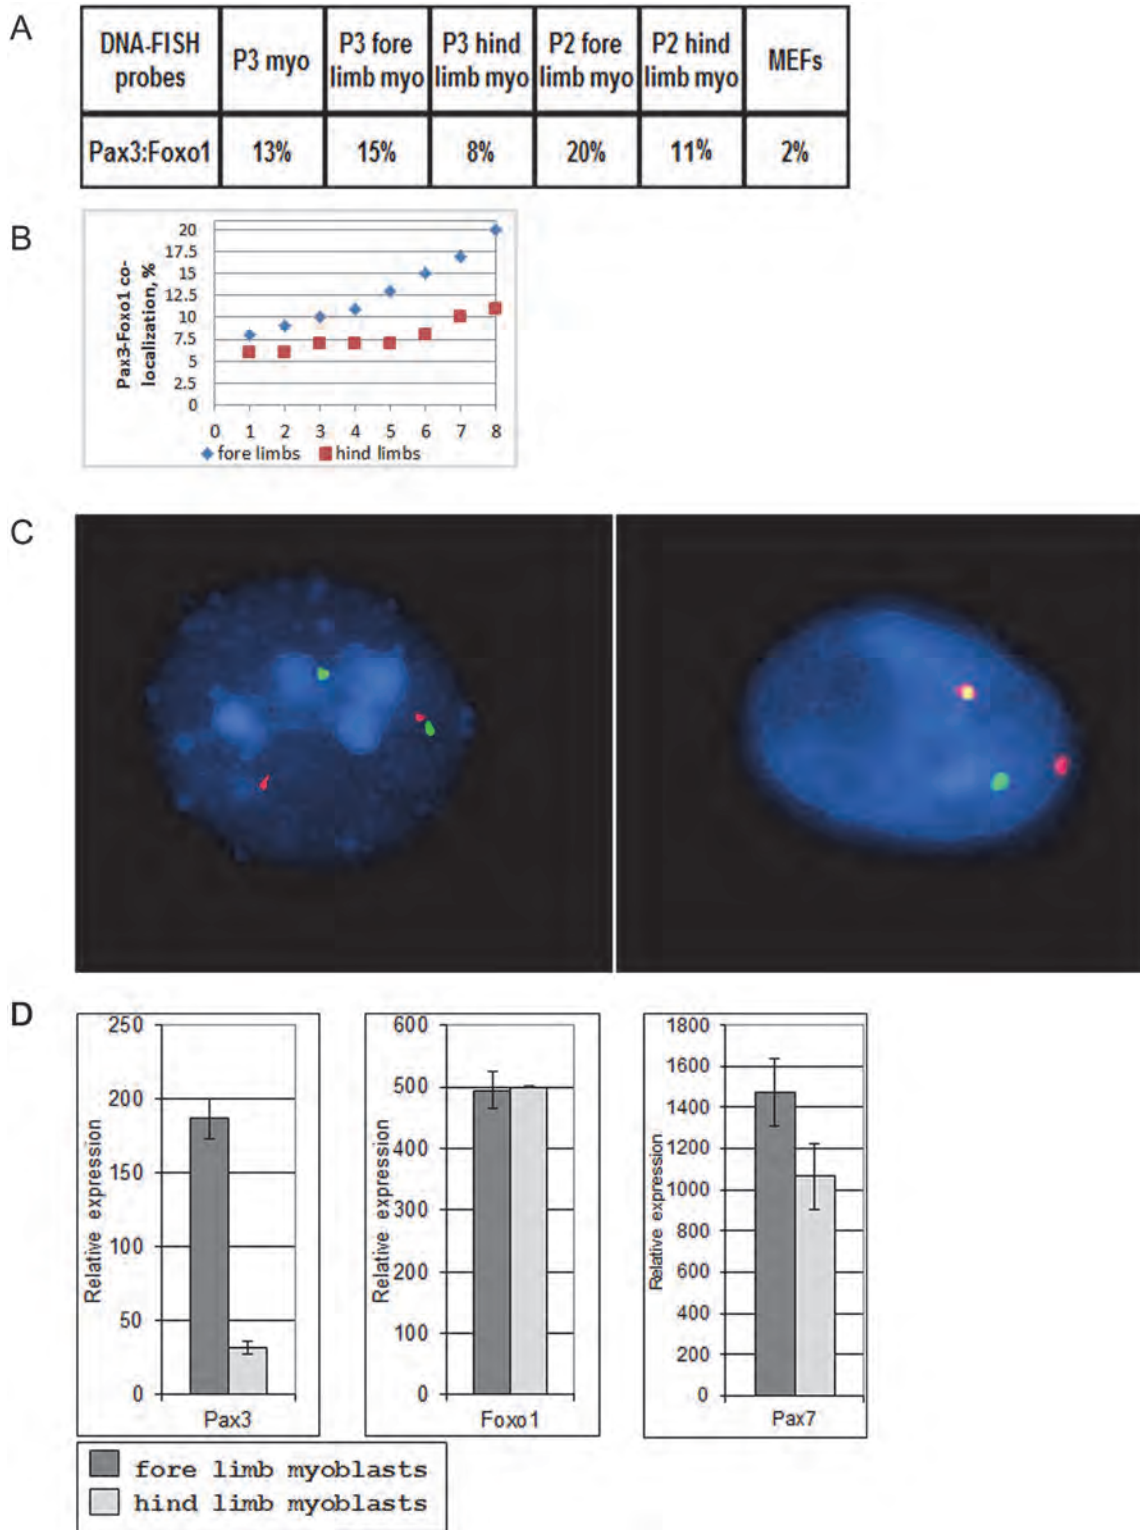 A
DNA-FISH probes
P3 myo
P3 fore limb myo
P3 hind limb myo
P2 fore limb myo
P2 hind limb myo
MEFs
Pax3:Foxo1
13%
15%
8%
20%
11%
2%
B
Pax3-Foxo1 co-
localization, %
20
17.5
15
12.5
10
7.5
5
2.5
0
0 1 2 3 4 5 6 7 8
fore limbs hind limbs
C
D
Relative expression
250
200
150
100
50
0
Pax3
Relative expression
600
500
400
300
200
100
0
Foxo1
Relative expression
1800
1600
1400
1200
1000
800
600
400
200
0
Pax7
fore limb myoblasts
hind limb myoblasts